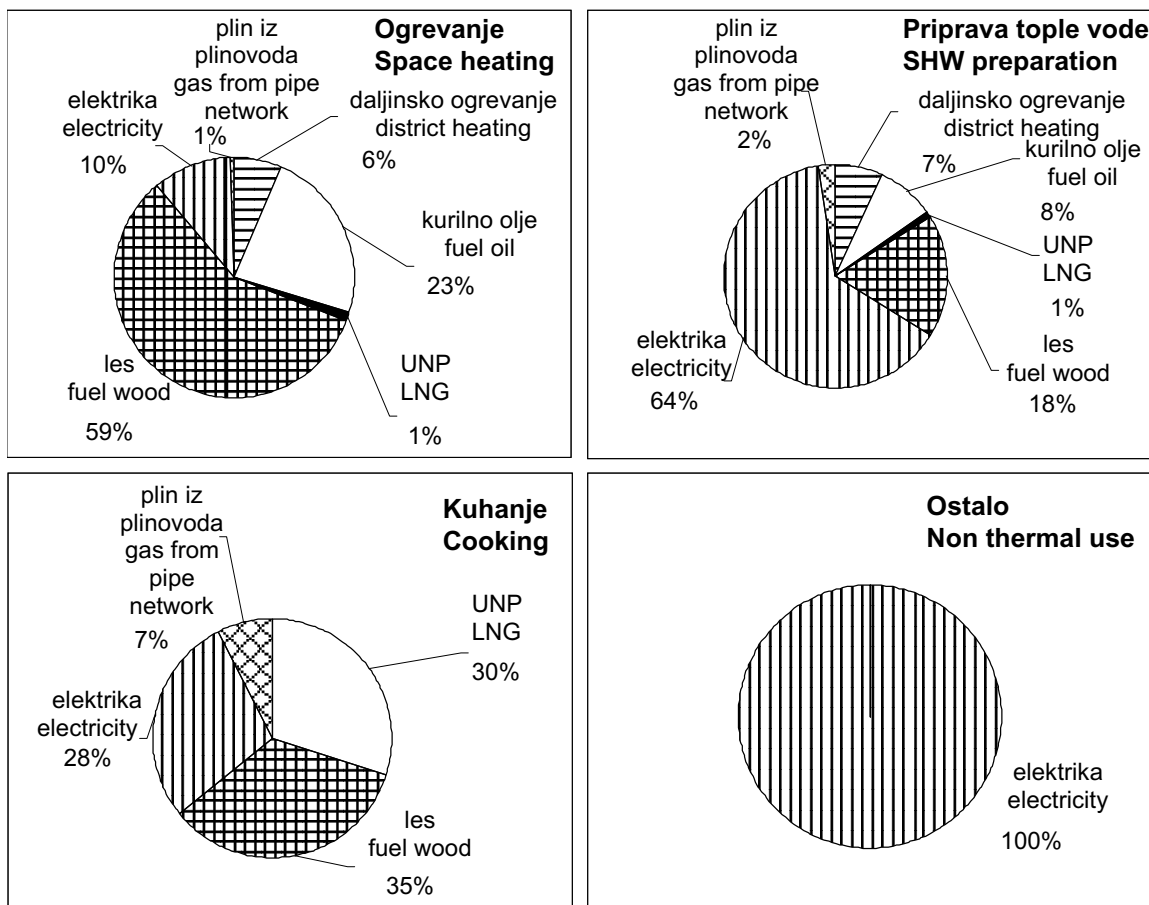 Ogrevanje
Space heating
plin iz
plinovoda
gas from pipe
network
1%
daljinsko ogrevanje
district heating
6%
elektrika
electricity
10%
kurilno olje
fuel oil
23%
les
fuel wood
59%
UNP
LNG
1%
Priprava tople vode
SHW preparation
plin iz
plinovoda
gas from pipe
network
2%
daljinsko ogrevanje
district heating
7%
kurilno olje
fuel oil
8%
UNP
LNG
1%
elektrika
electricity
64%
les
fuel wood
18%
Kuhanje
Cooking
plin iz
plinovoda
gas from
pipe
network
7%
UNP
LNG
30%
elektrika
electricity
28%
les
fuel wood
35%
Ostalo
Non thermal use
elektrika
electricity
100%